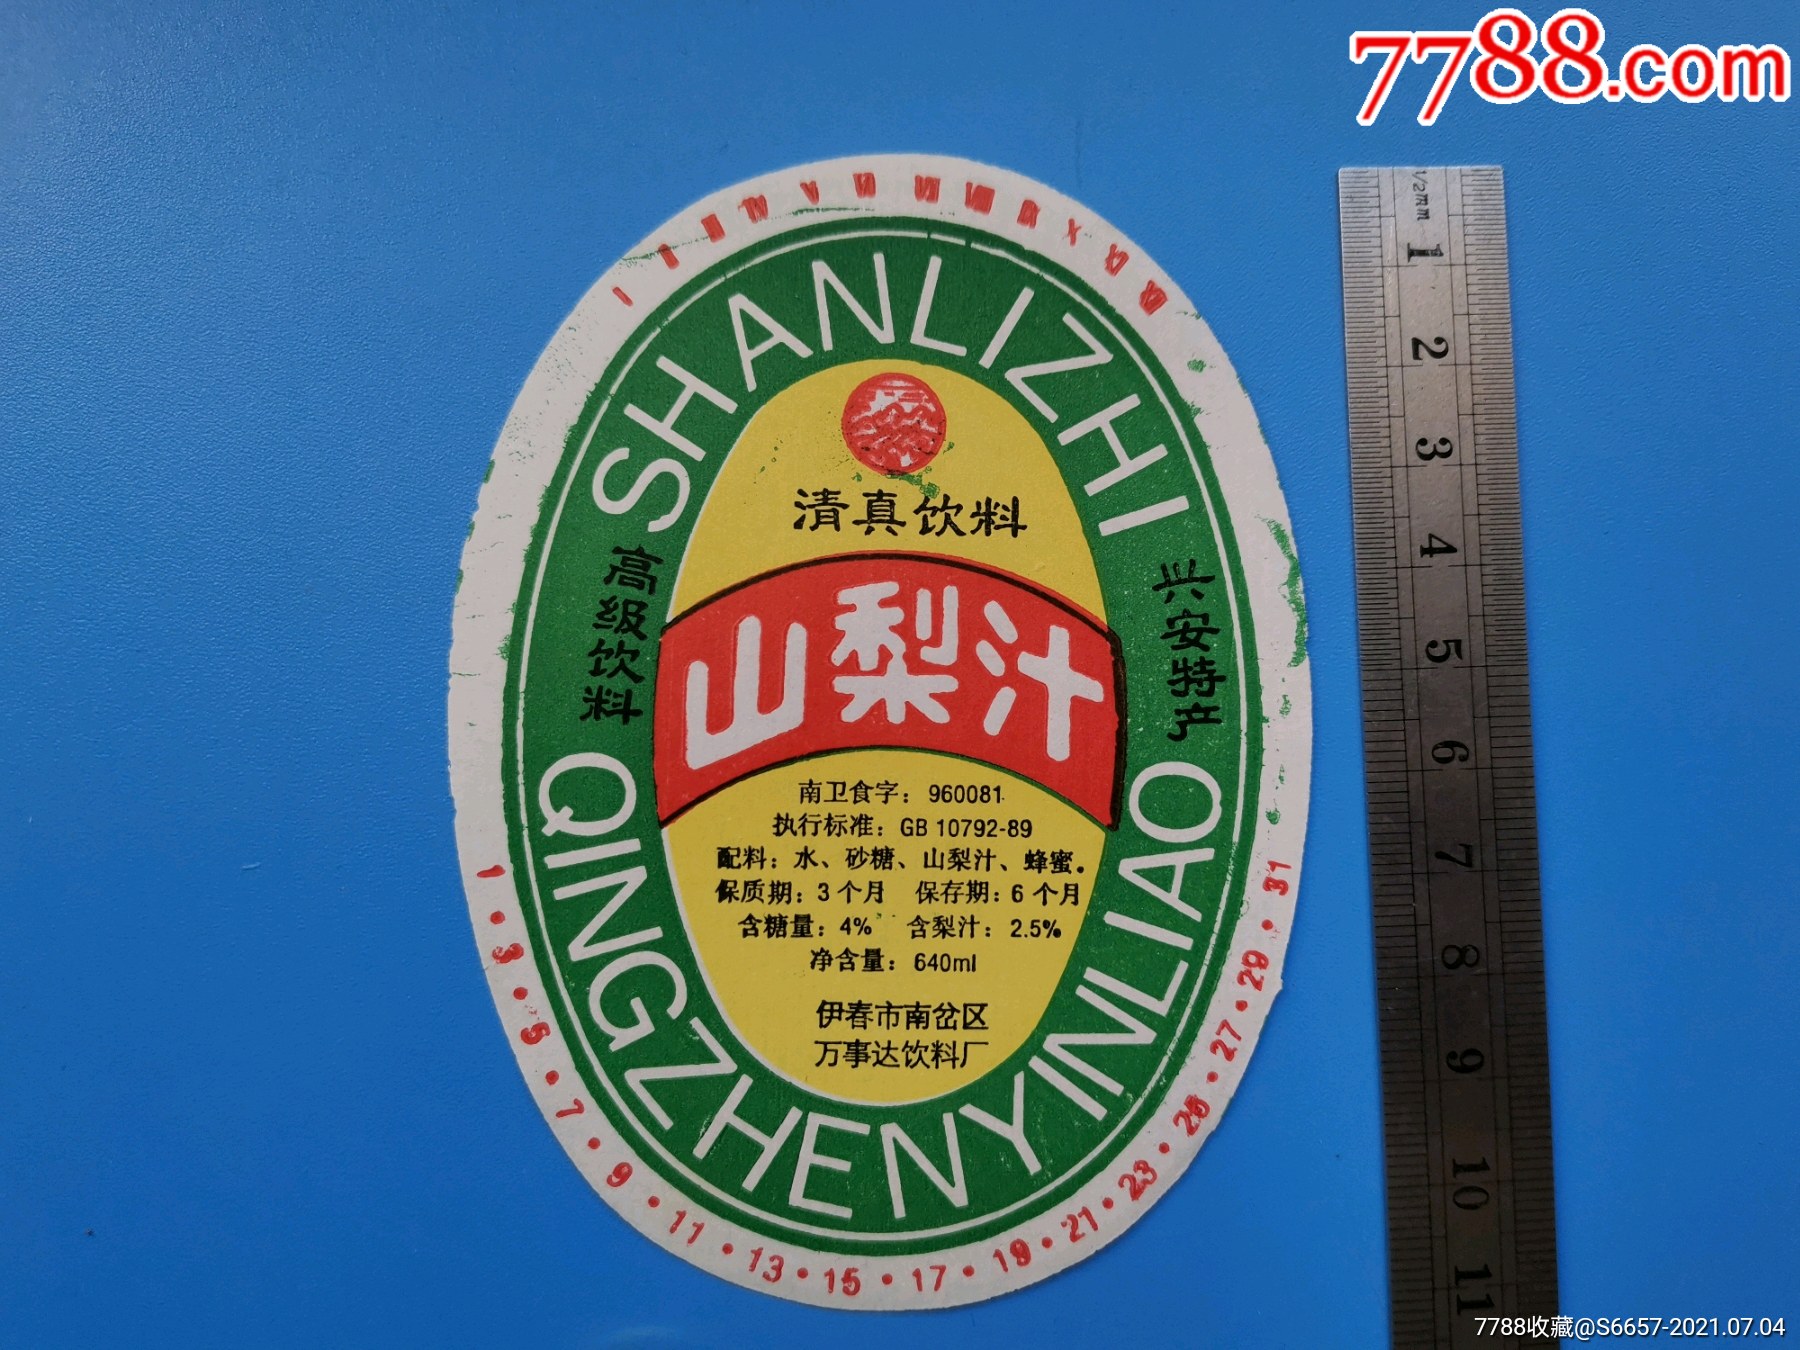 7788.com
SHANLIZHI
清真饮料
高级饮料
兴安特产
山梨汁
南卫食字：960081
执行标准：GB 10792-89
配料：水、砂糖、山梨汁、蜂蜜。
保质期：3个月 保存期：6个月
含糖量：4% 含梨汁：2.5%
净含量：640ml
伊春市南岔区
万事达饮料厂
QINGZHENYINLIAO
1·3·5·7·9·11·13·15·17·19·21·23·25·27·29·31
1/2mm
1
2
3
4
5
6
7
8
9
10
11
7788收藏@S6657-2021.07.04